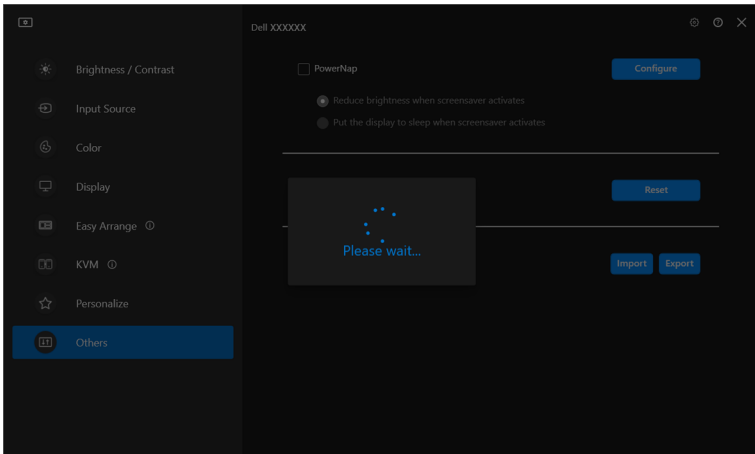 Dell XXXXXX
Brightness / Contrast
Input Source
Color
Display
Easy Arrange
KVM
Personalize
Others
PowerNap
Configure
Reduce brightness when screensaver activates
Put the display to sleep when screensaver activates
Reset
Please wait...
Import Export